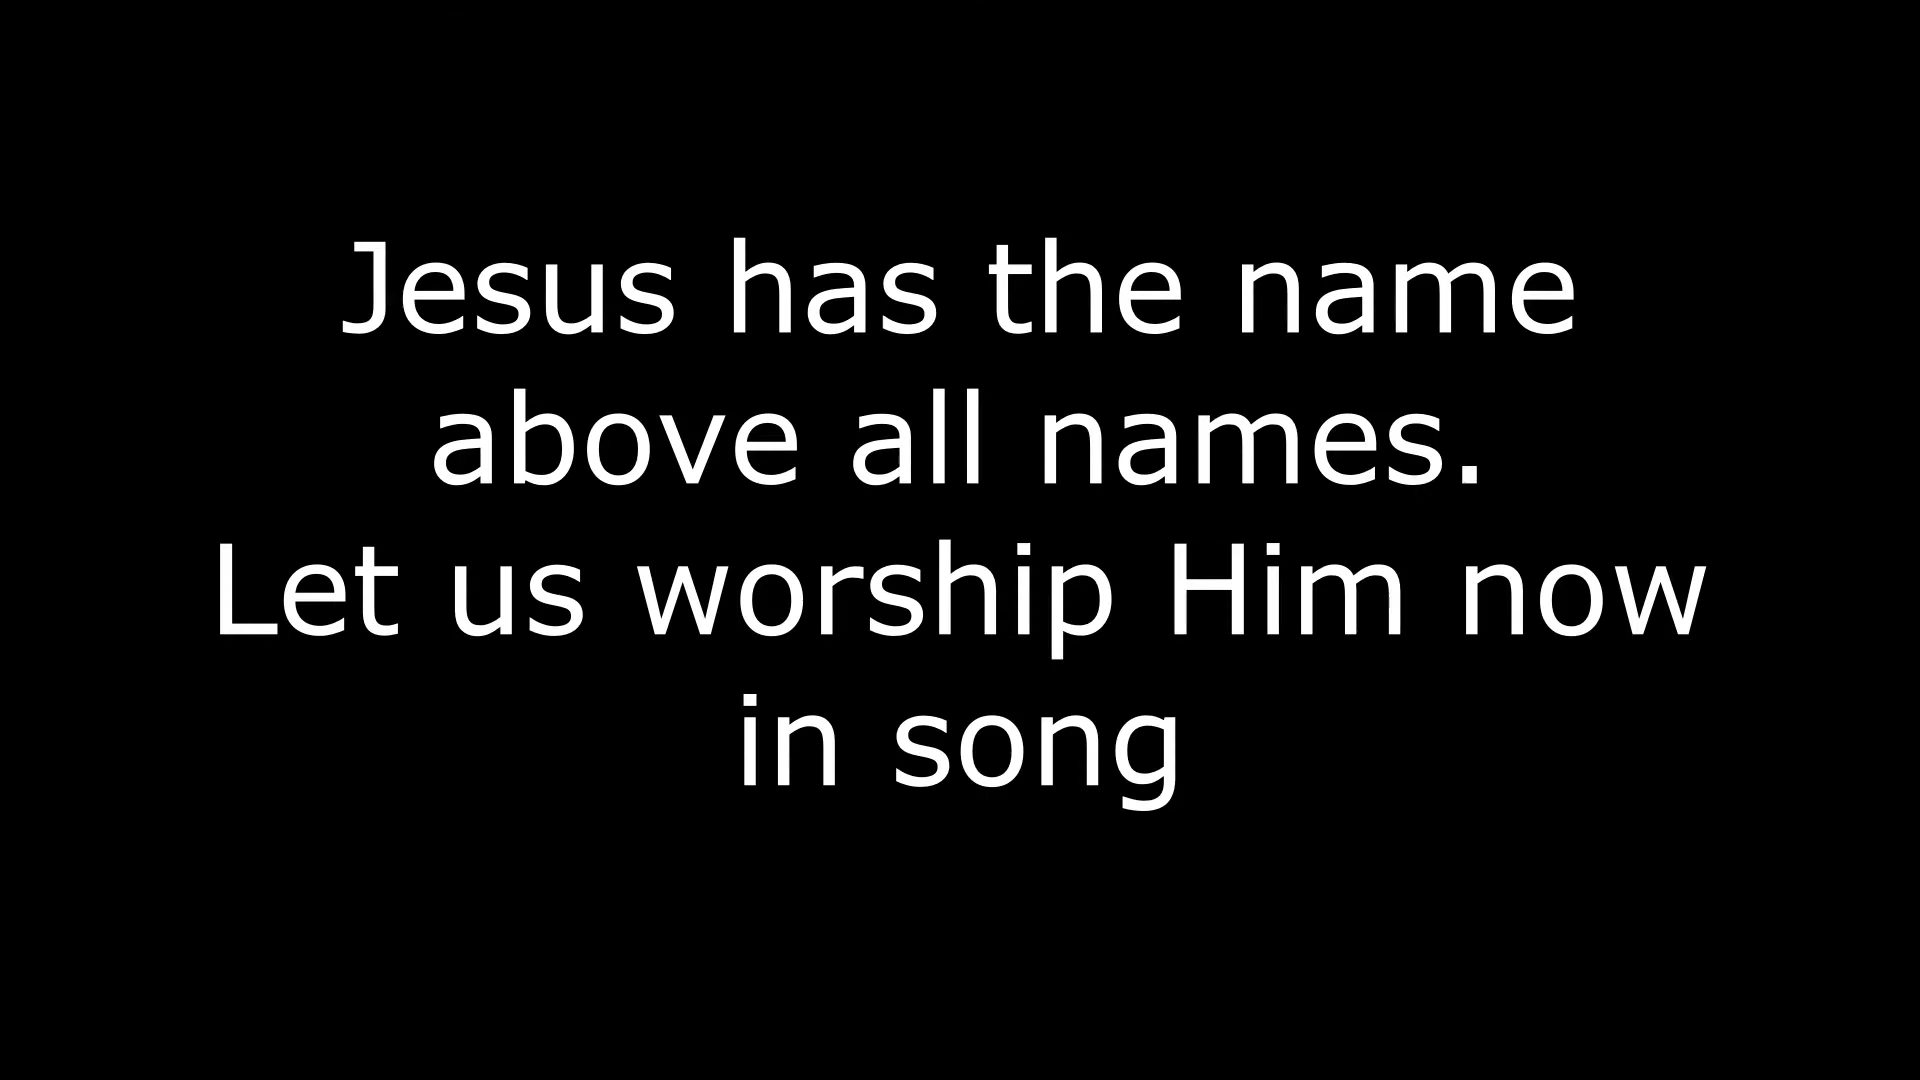 Jesus has the name
above all names.
Let us worship Him now
in song